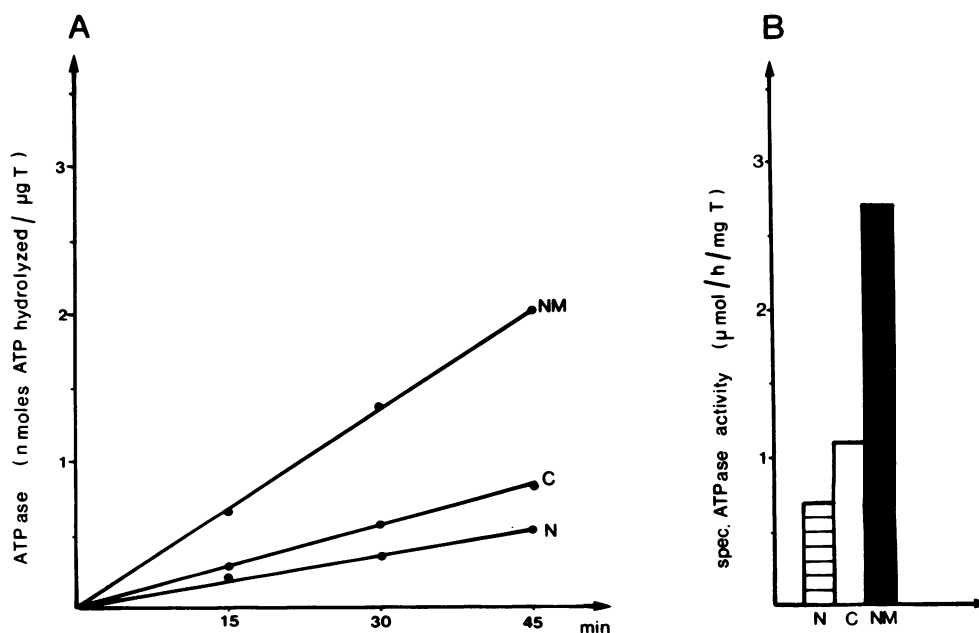 A
ATPase (nmoles ATP hydrolyzed / µg T)
3
2
1
NM
C
N
15 30 45 min
B
spec. ATPase activity (µmol/h/mg T)
3
2
1
N C NM